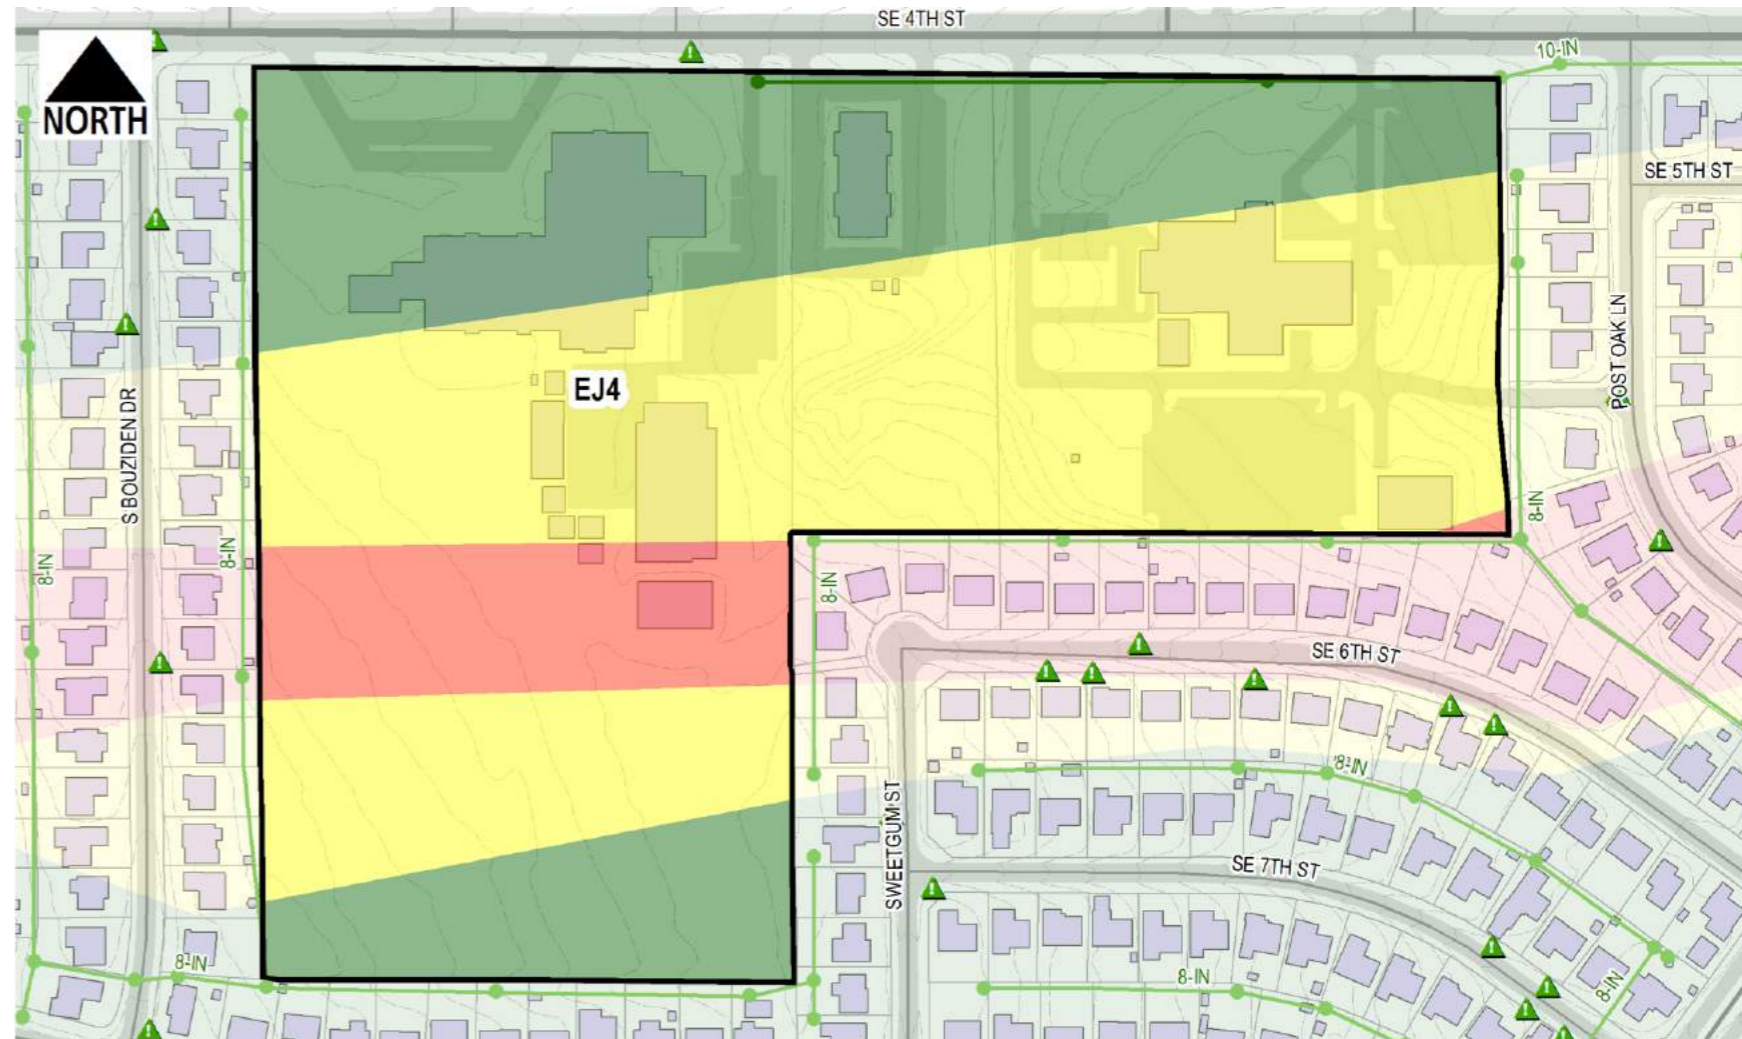 SE 4TH ST
10-IN
NORTH
SE 5TH ST
POST OAK LN
EJ4
S BOUZIDEN DR
8-IN
8-IN
8-IN
8-IN
SE 6TH ST
8-IN
SWEETGUM ST
SE 7TH ST
8-IN
8-IN
8-IN